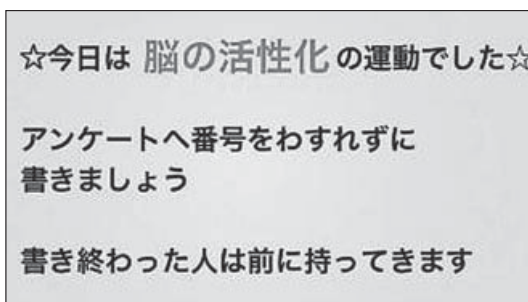 ☆今日は 脳の活性化 の運動でした☆
アンケートへ番号をわすれずに
書きましょう
書き終わった人は前に持ってきます